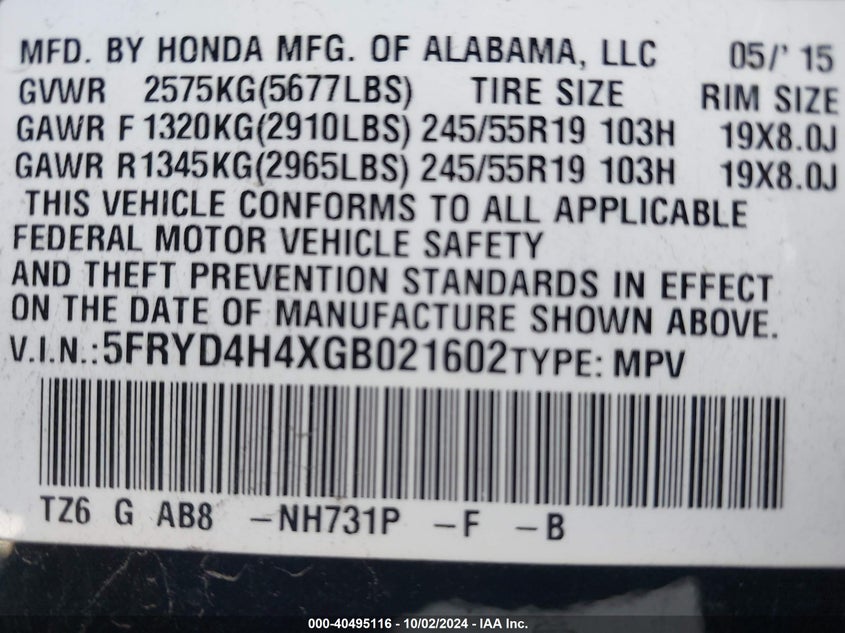 MFD. BY HONDA MFG. OF ALABAMA, LLC 05/' 15
GVWR 2575KG(5677LBS) TIRE SIZE RIM SIZE
GAWR F 1320KG(2910LBS) 245/55R19 103H 19X8.0J
GAWR R1345KG(2965LBS) 245/55R19 103H 19X8.0J
THIS VEHICLE CONFORMS TO ALL APPLICABLE
FEDERAL MOTOR VEHICLE SAFETY
AND THEFT PREVENTION STANDARDS IN EFFECT
ON THE DATE OF MANUFACTURE SHOWN ABOVE.
V.I.N.:5FRYD4H4XGB021602TYPE: MPV
TZ6 G AB8 -NH731P -F -B
000-40495116 - 10/02/2024 - IAA Inc.